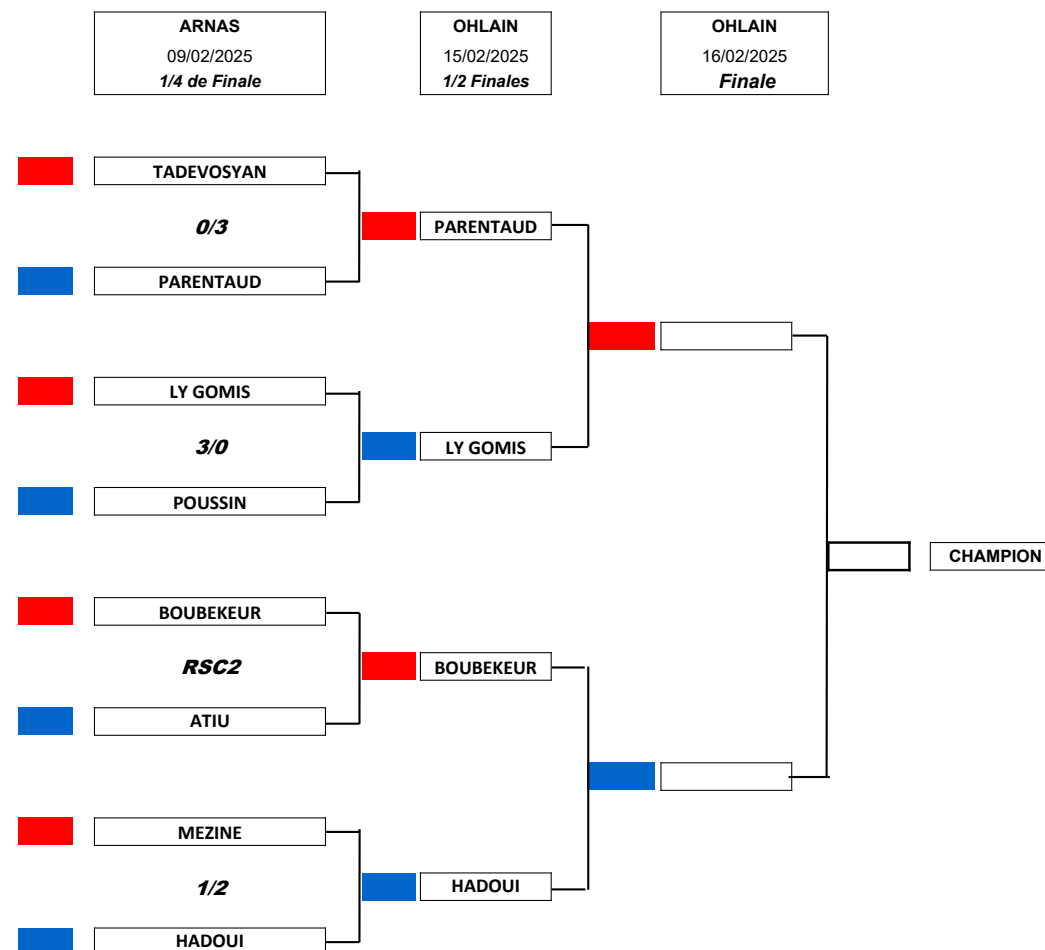 ARNAS
09/02/2025
1/4 de Finale
OHLAIN
15/02/2025
1/2 Finales
OHLAIN
16/02/2025
Finale
TADEVOSYAN
0/3
PARENTAUD
PARENTAUD
LY GOMIS
3/0
LY GOMIS
POUSSIN
CHAMPION
BOUBEKEUR
RSC2
BOUBEKEUR
ATIU
MEZINE
1/2
HADOUI
HADOUI